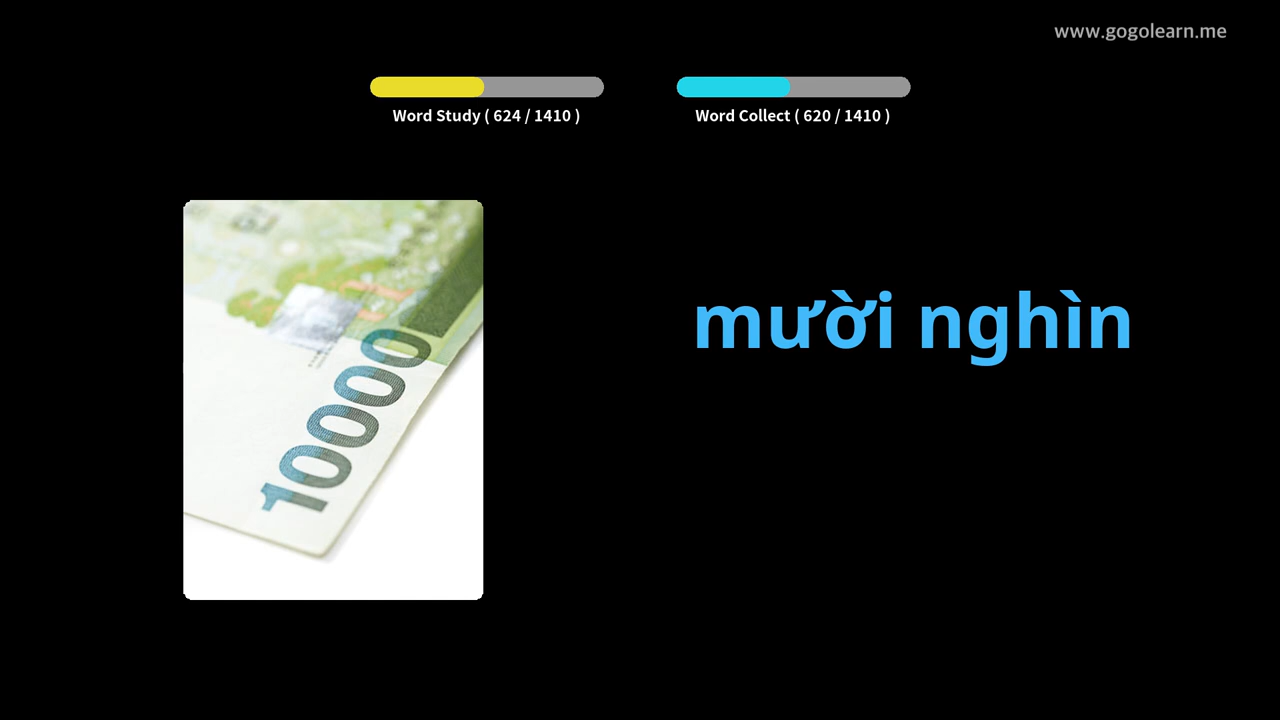 www.gogolearn.me
Word Study ( 624 / 1410 )
Word Collect ( 620 / 1410 )
10000
mười nghìn